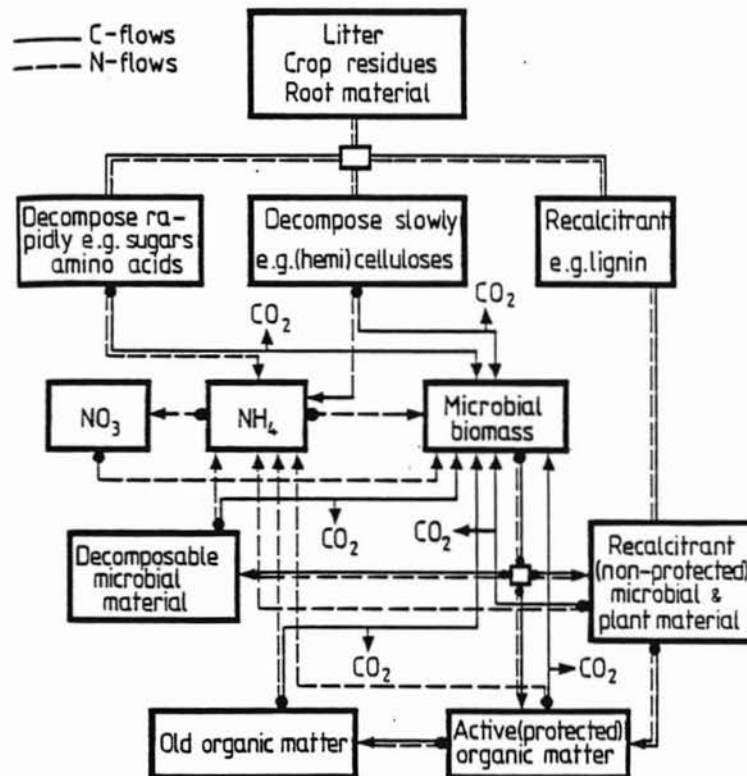 C-flows
N-flows
Litter
Crop residues
Root material
Decompose ra-
pidly e.g. sugars
amino acids
Decompose slowly
e.g.(hemi)celluloses
Recalcitrant
e.g.lignin
CO2
CO2
NO3
NH4
Microbial
biomass
CO2
CO2
Decomposable
microbial
material
Recalcitrant
(non-protected)
microbial &
plant material
CO2
CO2
Old organic matter
Active(protected)
organic matter